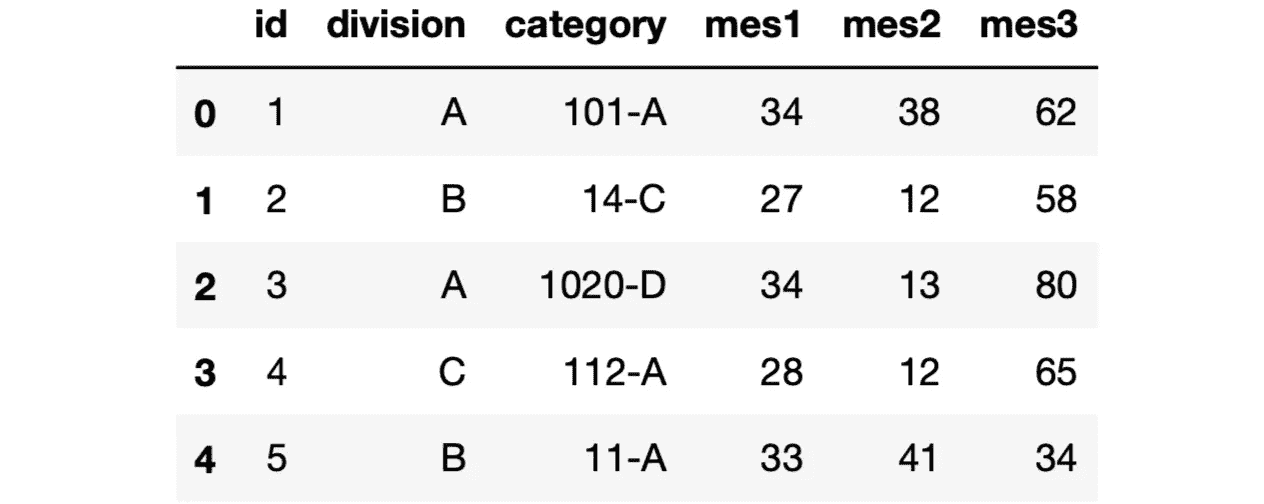 id division category mes1 mes2 mes3
0 1 A 101-A 34 38 62
1 2 B 14-C 27 12 58
2 3 A 1020-D 34 13 80
3 4 C 112-A 28 12 65
4 5 B 11-A 33 41 34